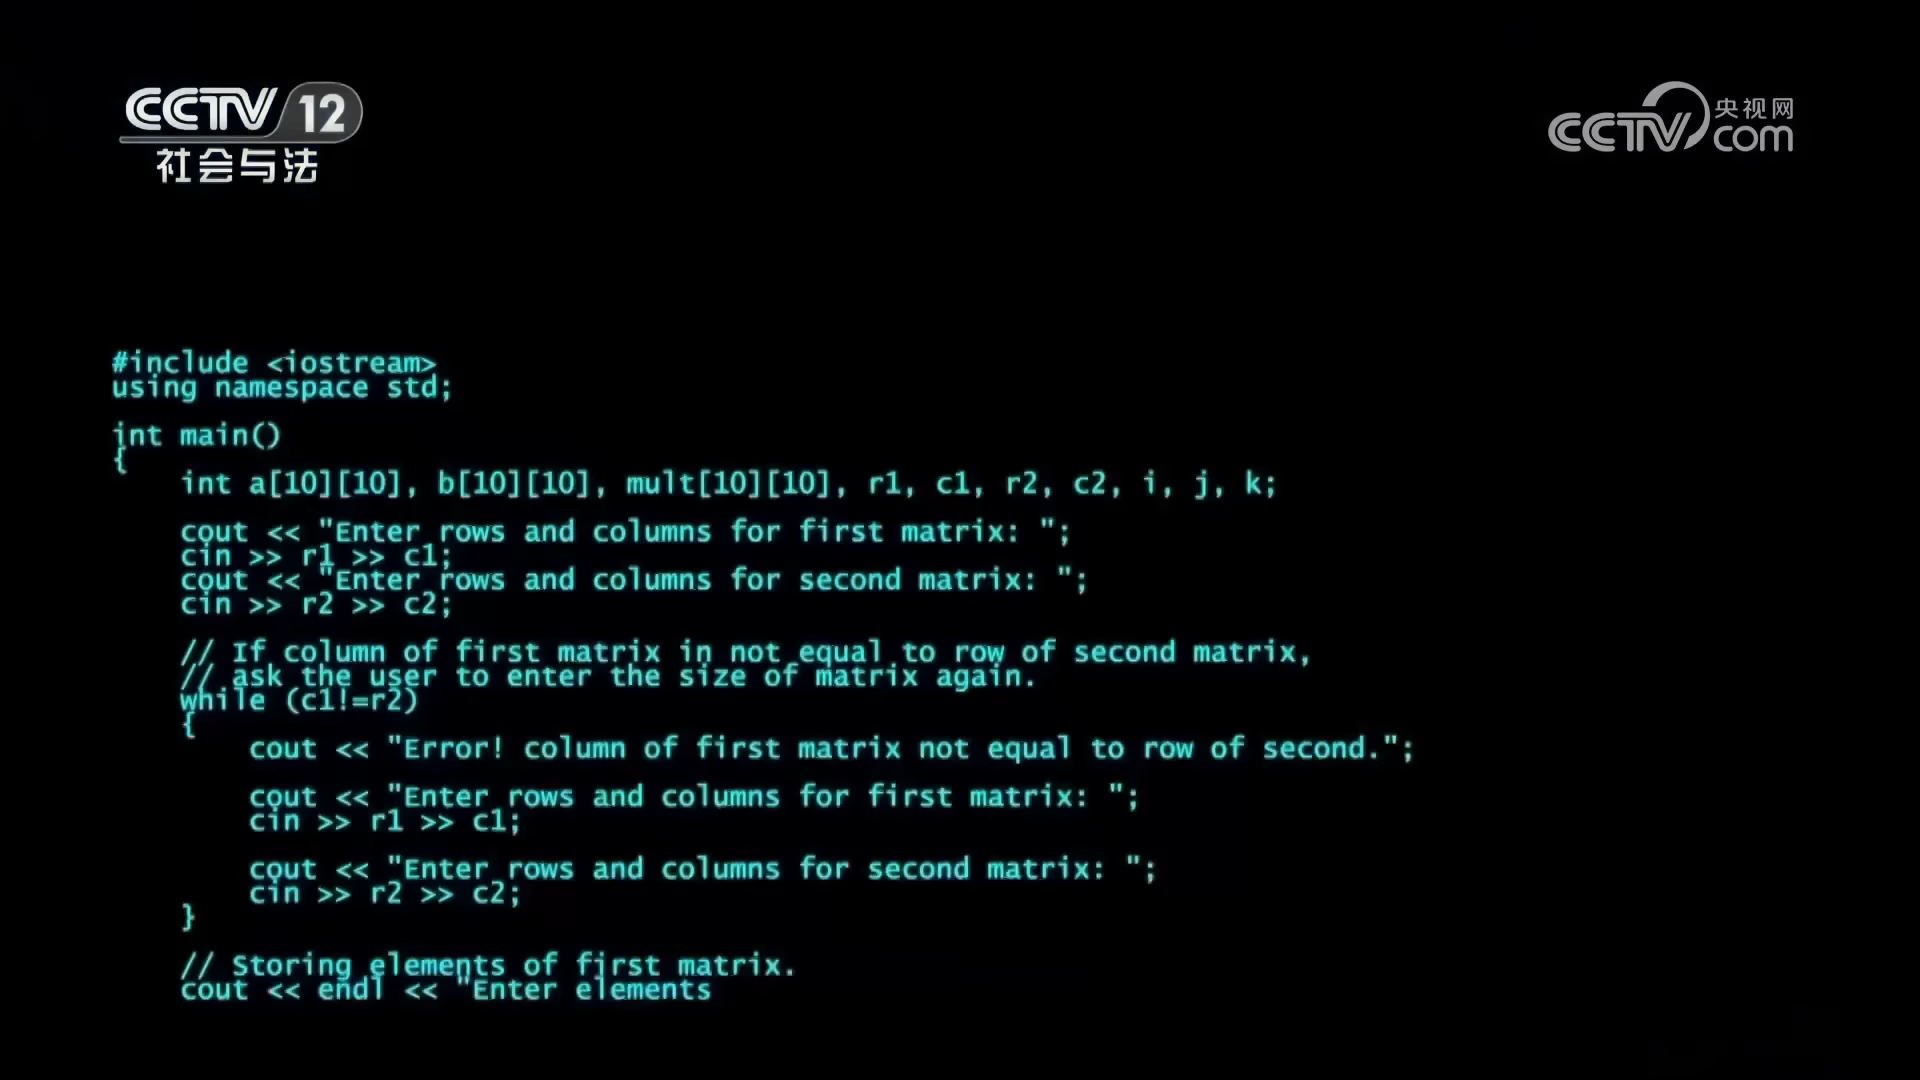 CCTV 12
社会与法
央视网
CCTV com
#include <iostream>
using namespace std;
int main()
{
    int a[10][10], b[10][10], mult[10][10], r1, c1, r2, c2, i, j, k;
    cout << "Enter rows and columns for first matrix: ";
    cin >> r1 >> c1;
    cout << "Enter rows and columns for second matrix: ";
    cin >> r2 >> c2;
    // If column of first matrix in not equal to row of second matrix,
    // ask the user to enter the size of matrix again.
    while (c1!=r2)
    {
        cout << "Error! column of first matrix not equal to row of second.";
        cout << "Enter rows and columns for first matrix: ";
        cin >> r1 >> c1;
        cout << "Enter rows and columns for second matrix: ";
        cin >> r2 >> c2;
    }
    // Storing elements of first matrix.
    cout << endl << "Enter elements